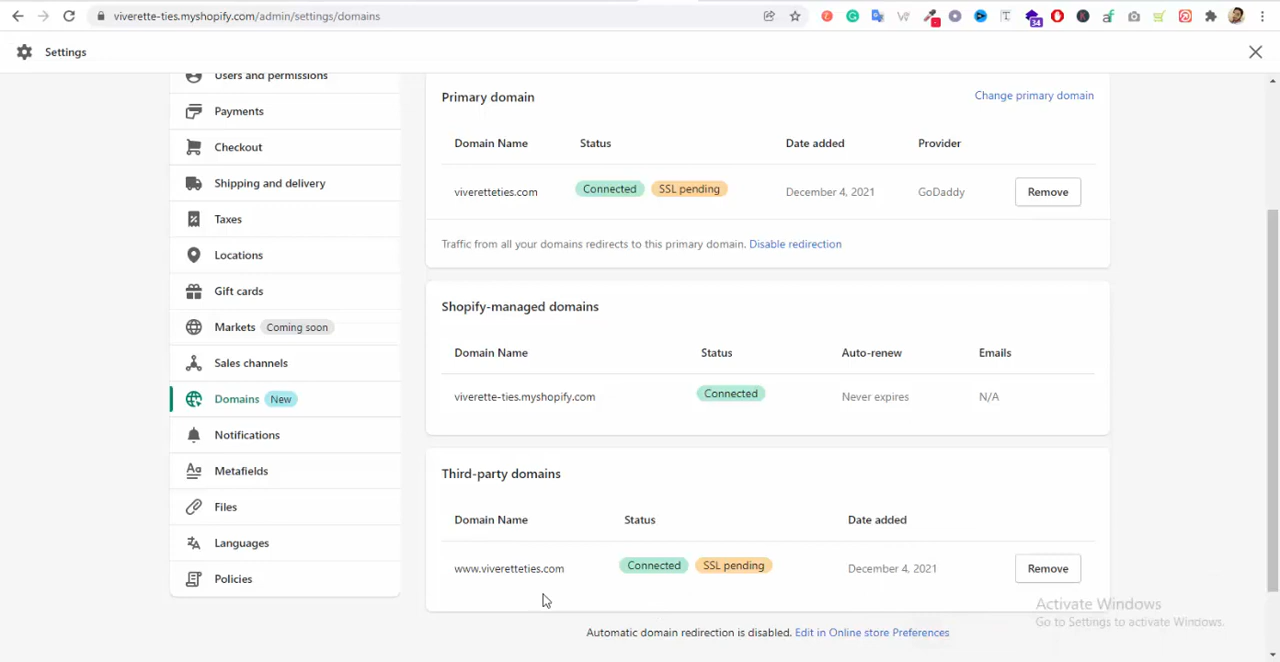 viverette-ties.myshopify.com/admin/settings/domains
34
Settings
Users and permissions
Payments
Checkout
Shipping and delivery
Taxes
Locations
Gift cards
Markets Coming soon
Sales channels
Domains New
Notifications
Metafields
Files
Languages
Policies
Primary domain
Change primary domain
Domain Name Status Date added Provider
viveretteties.com Connected SSL pending December 4, 2021 GoDaddy Remove
Traffic from all your domains redirects to this primary domain. Disable redirection
Shopify-managed domains
Domain Name Status Auto-renew Emails
viverette-ties.myshopify.com Connected Never expires N/A
Third-party domains
Domain Name Status Date added
www.viveretteties.com Connected SSL pending December 4, 2021 Remove
Automatic domain redirection is disabled. Edit in Online store Preferences
Activate Windows
Go to Settings to activate Windows.